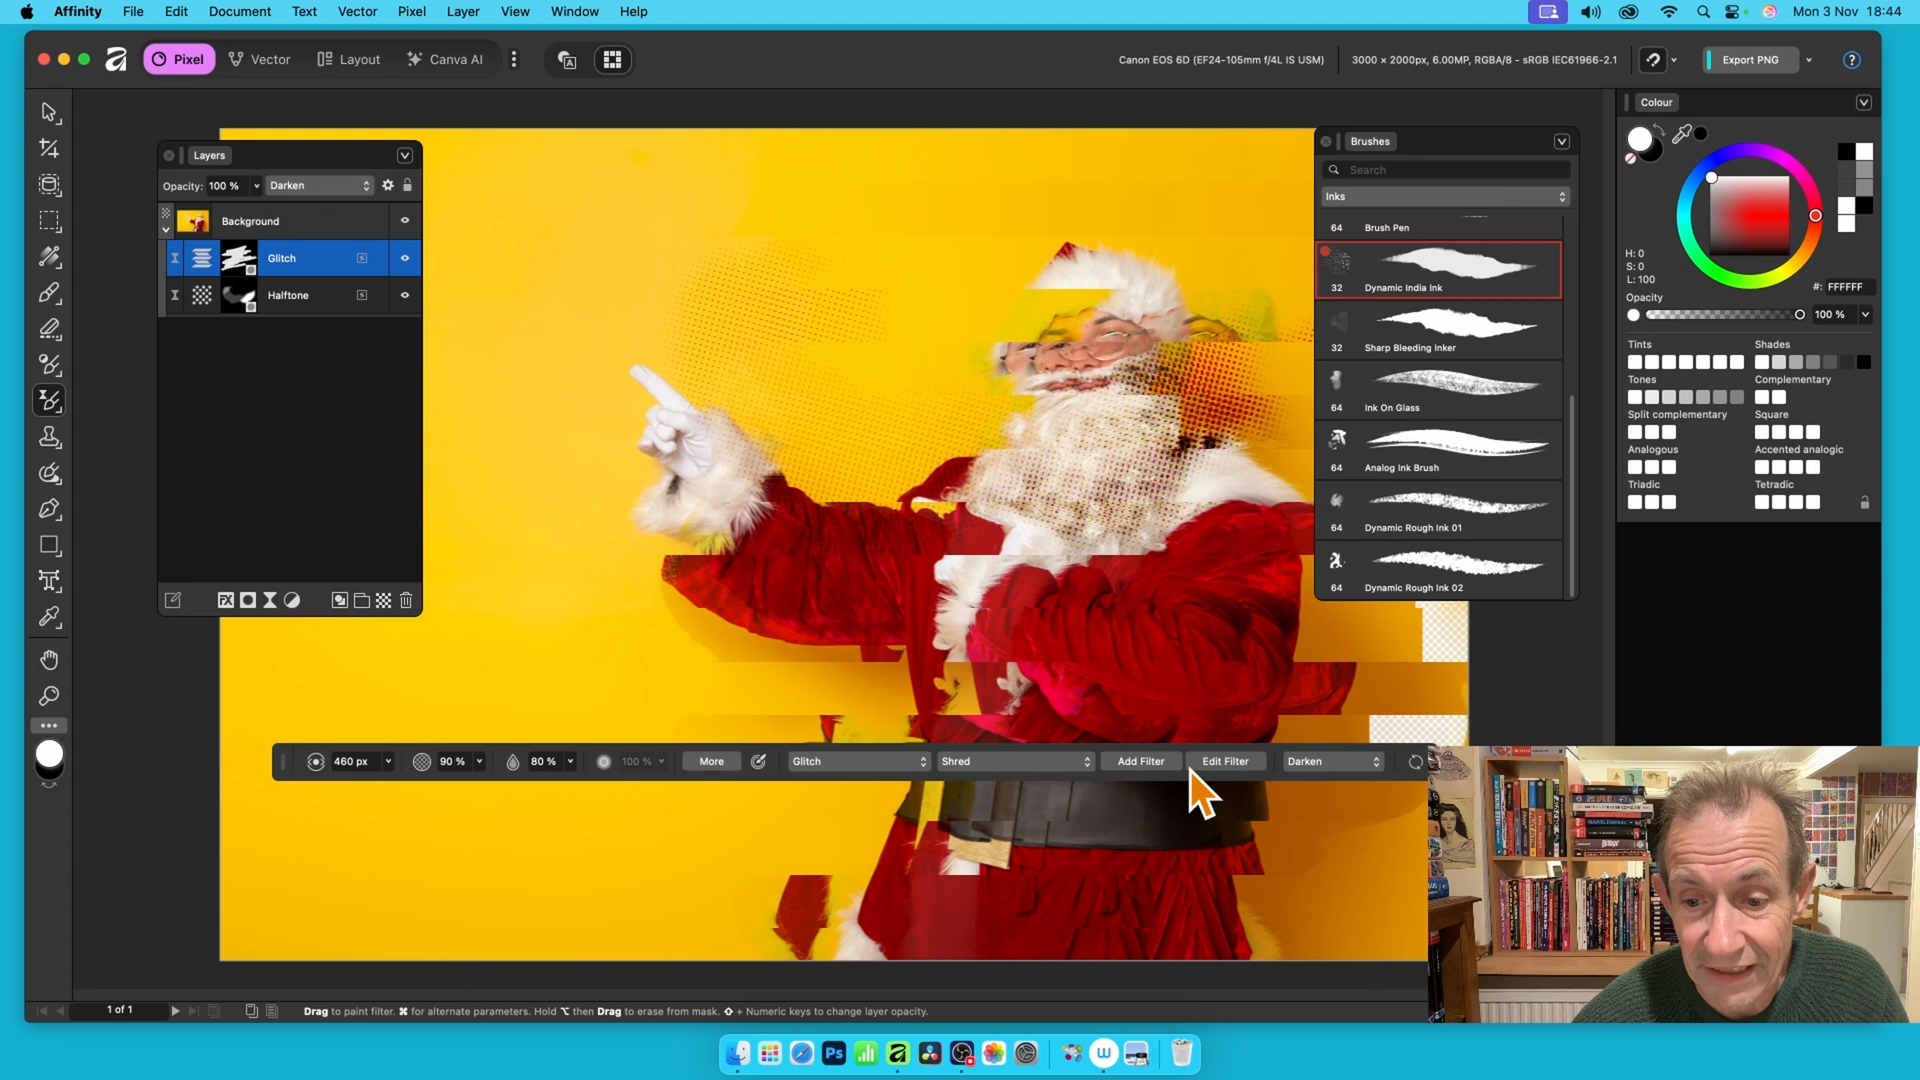 Affinity File Edit Document Text Vector Pixel Layer View Window Help
Mon 3 Nov 18:44
Pixel Vector Layout Canva AI
Canon EOS 6D (EF24-105mm f/4L IS USM) 3000 × 2000px, 6.00MP, RGBA/8 - sRGB IEC61966-2.1 Export PNG ?
Layers
Opacity: 100 % Darken
Background
Glitch
Halftone
Brushes
Search
Inks
64 Brush Pen
32 Dynamic India Ink
32 Sharp Bleeding Inker
64 Ink On Glass
64 Analog Ink Brush
64 Dynamic Rough Ink 01
64 Dynamic Rough Ink 02
Colour
H: 0
S: 0
L: 100
#: FFFFFF
Opacity
100 %
Tints Shades
Tones Complementary
Split complementary Square
Analogous Accented analogic
Triadic Tetradic
460 px 90 % 80 % 100 % More Glitch Shred Add Filter Edit Filter Darken
1 of 1
Drag to paint filter. ⌘ for alternate parameters. Hold ⌥ then Drag to erase from mask. ⇧ + Numeric keys to change layer opacity.
Ps